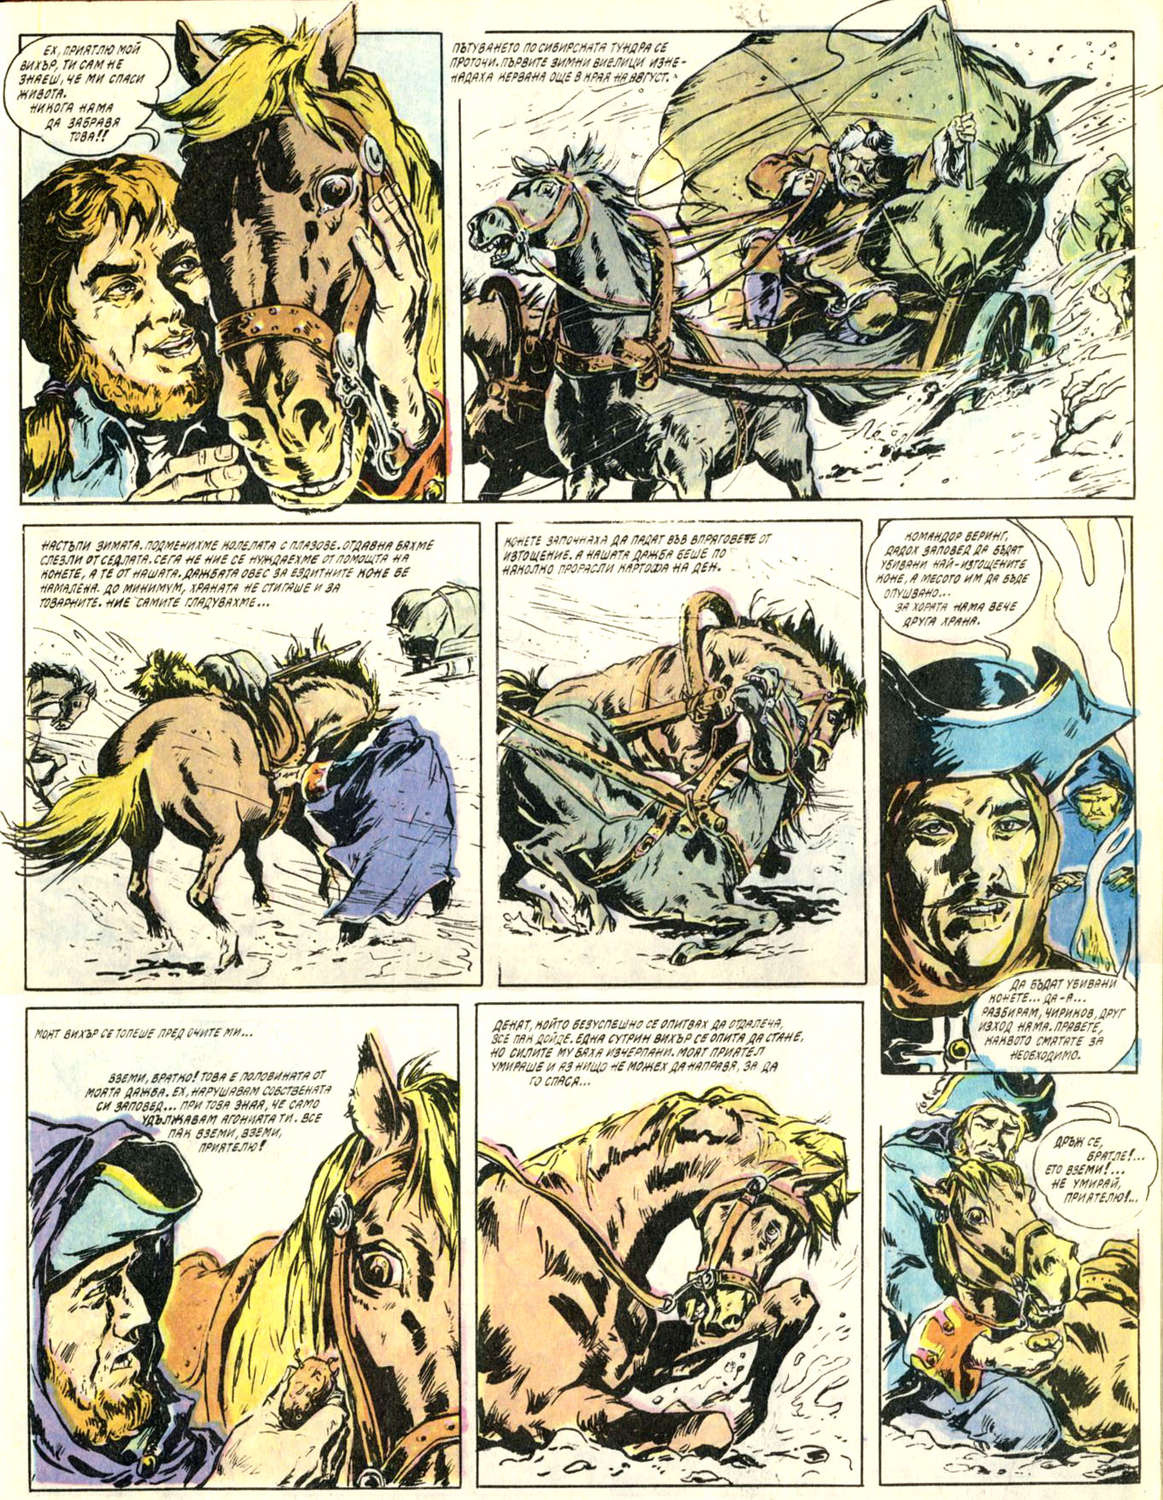 ЕХ, ПРИЯТЛЮ МОЙ
ВИХЪР, ТИ САМ НЕ
ЗНАЕШ, ЧЕ МИ СПАСИ
ЖИВОТА.
НИКОГА НЯМА
ДА ЗАБРАВЯ
ТОВА!!
ПЪТУВАНЕТО ПО СИБИРСКАТА ТУНДРА СЕ
ПРОТОЧИ. ПЪРВИТЕ ЗИМНИ ВИЕЛИЦИ ИЗНЕ-
НАДАХА КЕРВАНА ОЩЕ В КРАЯ НА АВГУСТ.
НАСТЪПИ ЗИМАТА. ПОДМЕНИХМЕ КОЛЕЛАТА С ПЛАЗОВЕ. ОТДАВНА БЯХМЕ
СЛЕЗЛИ ОТ СЕДЛАТА. СЕГА НЕ НИЕ СЕ НУЖДАЕХМЕ ОТ ПОМОЩТА НА
КОНЕТЕ, А ТЕ ОТ НАШАТА. ДАЖБАТА ОВЕС ЗА ЕЗДИТНИТЕ КОНЕ БЕ
НАМАЛЕНА. ДО МИНИМУМ, ХРАНАТА НЕ СТИГАШЕ И ЗА
ТОВАРНИТЕ. НИЕ САМИТЕ ГЛАДУВАХМЕ...
КОНЕТЕ ЗАПОЧНАХА ДА ПАДАТ ВЪВ ВПРЯГОВЕТЕ ОТ
ИЗТОЩЕНИЕ. А НАШАТА ДАЖБА БЕШЕ ПО
НЯКОЛКО ПРОРАСЛИ КАРТОФА НА ДЕН.
КОМАНДОР БЕРИНГ,
ДАДОХ ЗАПОВЕД ДА БЪДАТ
УБИВАНИ НАЙ-ИЗТОЩЕНИТЕ
КОНЕ, А МЕСОТО ИМ ДА БЪДЕ
ОПУШВАНО...
ЗА ХОРАТА НЯМА ВЕЧЕ
ДРУГА ХРАНА.
ДА БЪДАТ УБИВАНИ
КОНЕТЕ... ДА-А...
РАЗБИРАМ, ЧИРИКОВ, ДРУГ
ИЗХОД НЯМА. ПРАВЕТЕ,
КАКВОТО СМЯТАТЕ ЗА
НЕОБХОДИМО.
МОЯТ ВИХЪР СЕ ТОПЕШЕ ПРЕД ОЧИТЕ МИ...
ВЗЕМИ, БРАТКО! ТОВА Е ПОЛОВИНАТА ОТ
МОЯТА ДАЖБА. ЕХ, НАРУШАВАМ СОБСТВЕНАТА
СИ ЗАПОВЕД... ПРИ ТОВА ЗНАЯ, ЧЕ САМО
УДЪЛЖАВАМ АГОНИЯТА ТИ. ВСЕ
ПАК ВЗЕМИ, ВЗЕМИ,
ПРИЯТЕЛЮ!
ДЕНЯТ, КОЙТО БЕЗУСПЕШНО СЕ ОПИТВАХ ДА ОТДАЛЕЧА,
ВСЕ ПАК ДОЙДЕ. ЕДНА СУТРИН ВИХЪР СЕ ОПИТА ДА СТАНЕ,
НО СИЛИТЕ МУ БЯХА ИЗЧЕРПАНИ. МОЯТ ПРИЯТЕЛ
УМИРАШЕ И АЗ НИЩО НЕ МОЖЕХ ДА НАПРАВЯ, ЗА ДА
ГО СПАСЯ...
ДРЪЖ СЕ,
БРАТЛЕ!...
ЕТО ВЗЕМИ!...
НЕ УМИРАЙ,
ПРИЯТЕЛЮ!...